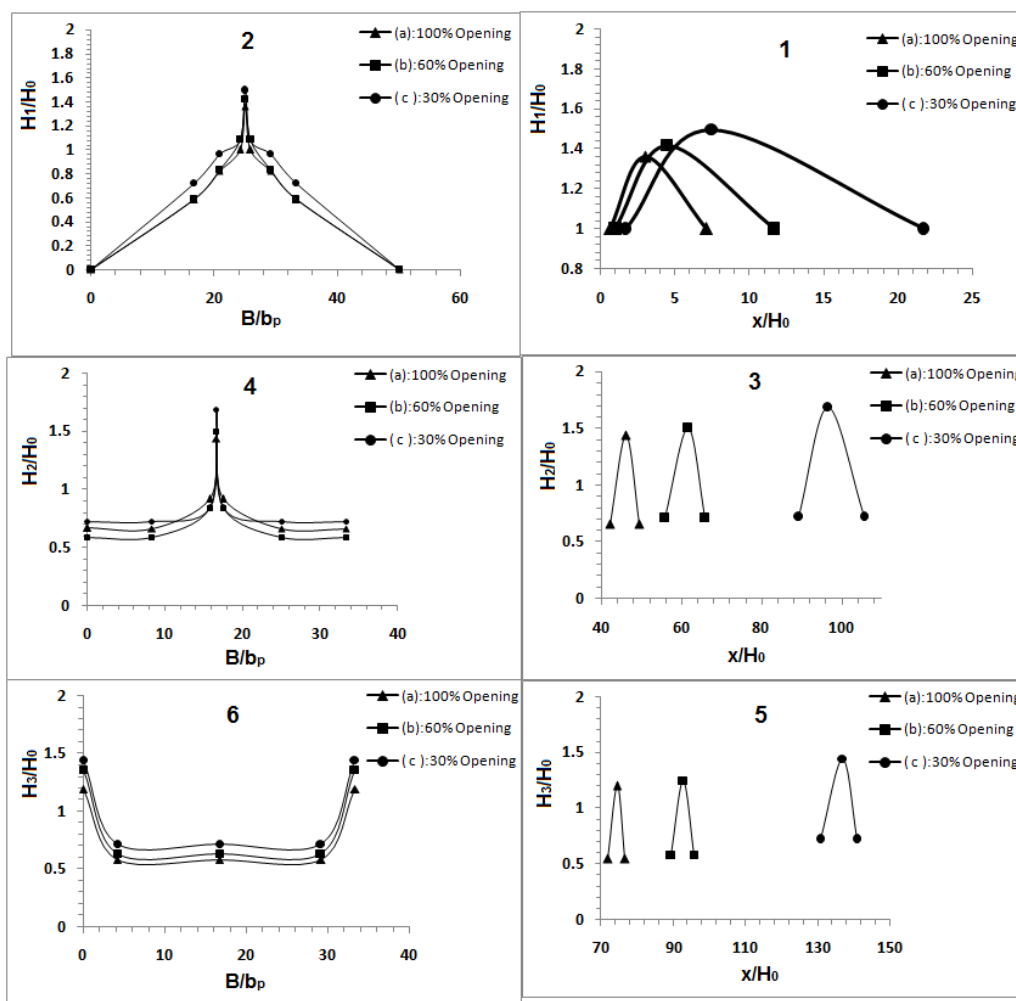 2
(a):100% Opening
(b):60% Opening
( c ):30% Opening
H1/H0
2
1.8
1.6
1.4
1.2
1
0.8
0.6
0.4
0.2
0
0 20 40 60
B/bp
1
(a):100% Opening
(b):60% Opening
( c ):30% Opening
H1/H0
2
1.8
1.6
1.4
1.2
1
0.8
0 5 10 15 20 25
x/H0
4
(a):100% Opening
(b):60% Opening
( c ):30% Opening
H2/H0
2
1.5
1
0.5
0
0 10 20 30 40
B/bp
3
(a):100% Opening
(b):60% Opening
( c ):30% Opening
H2/H0
2
1.5
1
0.5
0
40 60 80 100
x/H0
6
(a):100% Opening
(b):60% Opening
( c ):30% Opening
H3/H0
2
1.5
1
0.5
0
0 10 20 30 40
B/bp
5
(a):100% Opening
(b):60% Opening
( c ):30% Opening
H3/H0
2
1.5
1
0.5
0
70 90 110 130 150
x/H0